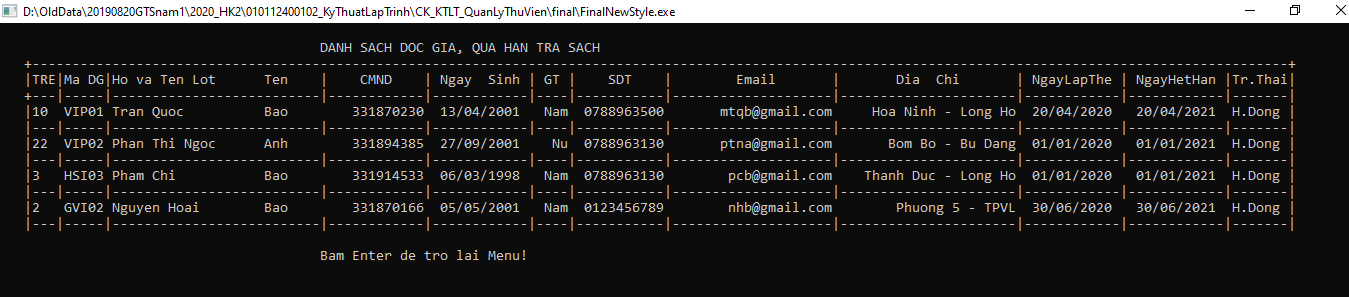 D:\OldData\20190820GTSnam1\2020_HK2\010112400102_KyThuatLapTrinh\CK_KTLT_QuanLyThuVien\final\FinalNewStyle.exe
DANH SACH DOC GIA, QUA HAN TRA SACH
|TRE|Ma DG|Ho va Ten Lot Ten | CMND | Ngay Sinh | GT | SDT | Email | Dia Chi | NgayLapThe | NgayHetHan |Tr.Thai|
|10 VIP01 Tran Quoc Bao 331870230 13/04/2001 Nam 0788963500 mtqb@gmail.com Hoa Ninh - Long Ho 20/04/2020 20/04/2021 H.Dong |
|22 VIP02 Phan Thi Ngoc Anh 331894385 27/09/2001 Nu 0788963130 ptna@gmail.com Bom Bo - Bu Dang 01/01/2020 01/01/2021 H.Dong |
|3 HSI03 Pham Chi Bao 331914533 06/03/1998 Nam 0788963130 pcb@gmail.com Thanh Duc - Long Ho 01/01/2020 01/01/2021 H.Dong |
|2 GVI02 Nguyen Hoai Bao 331870166 05/05/2001 Nam 0123456789 nhb@gmail.com Phuong 5 - TPVL 30/06/2020 30/06/2021 H.Dong |
Bam Enter de tro lai Menu!